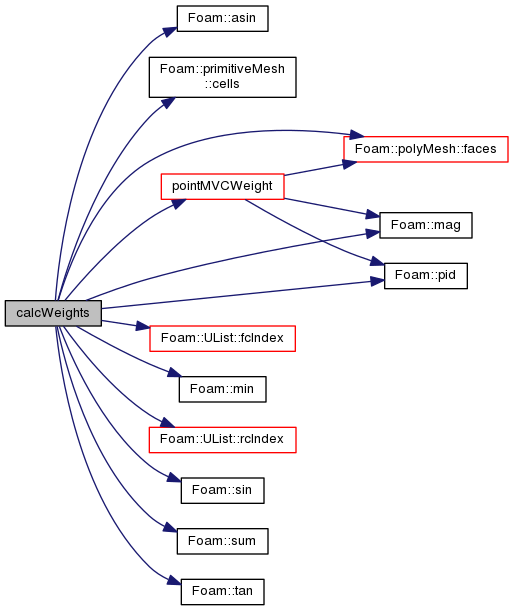 Foam::asin
Foam::primitiveMesh
::cells
Foam::polyMesh::faces
pointMVCWeight
Foam::mag
Foam::pid
calcWeights
Foam::UList::fcIndex
Foam::min
Foam::UList::rcIndex
Foam::sin
Foam::sum
Foam::tan